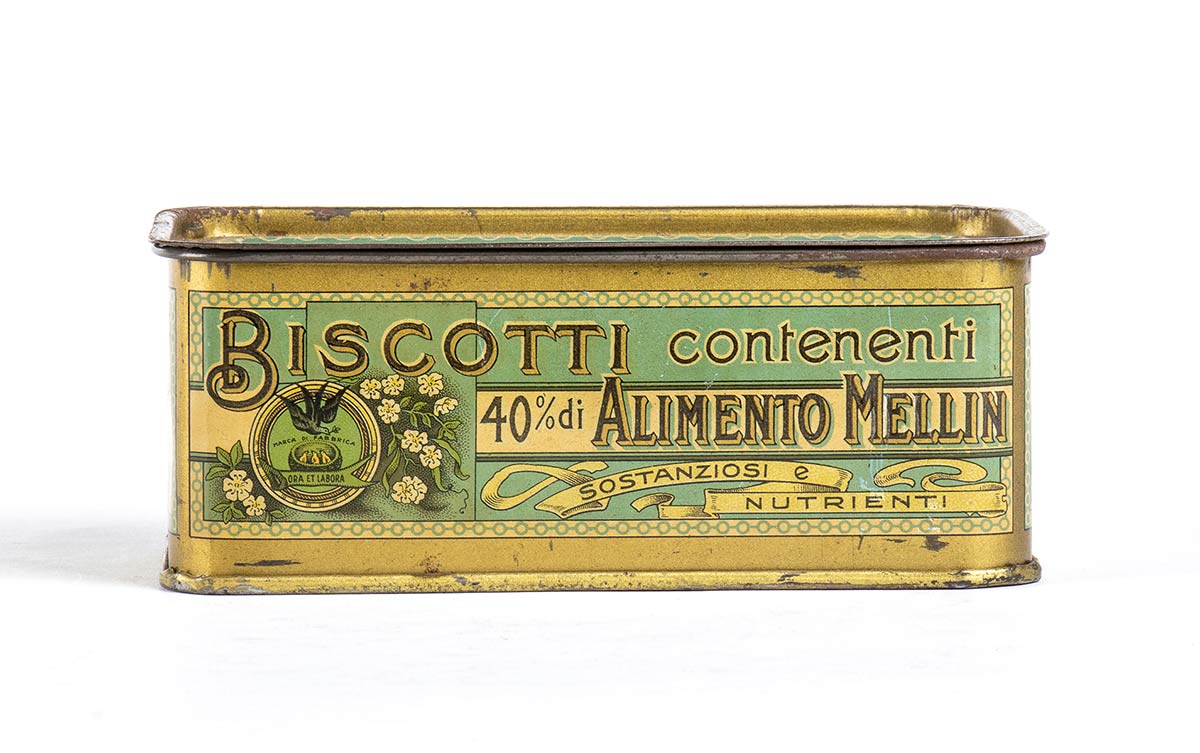 BISCOTTI contenenti
40% di ALIMENTO MELLIN
SOSTANZIOSI e
NUTRIENTI
MARCA DI FABBRICA
ORA ET LABORA